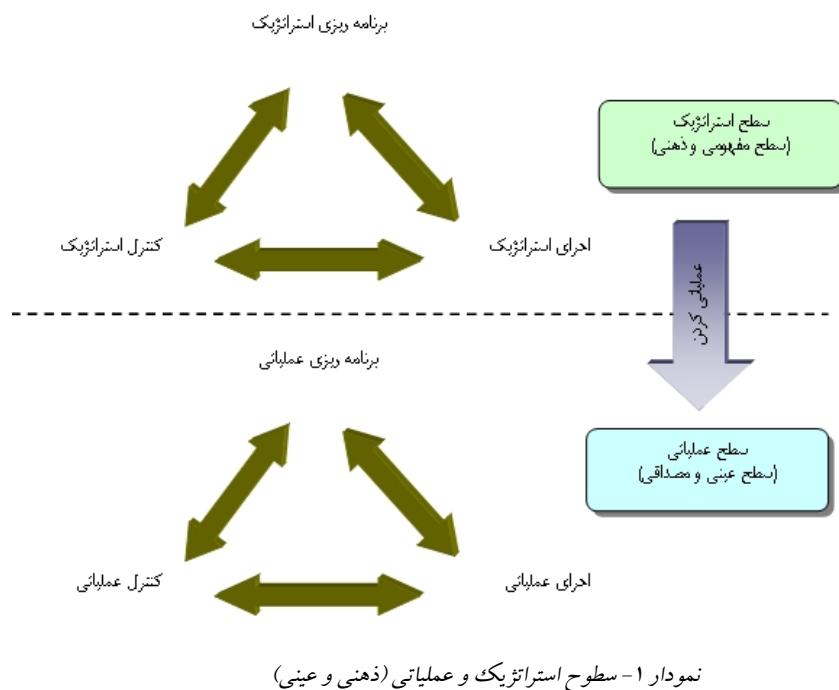 برنامه ریزی استراتژیک
سطح استراتژیک
(سطح مفهومی و ذهنی)
اجرای استراتژیک
کنترل استراتژیک
عملیاتی کردن
برنامه ریزی عملیاتی
سطح عملیاتی
(سطح عینی و مصداقی)
اجرای عملیاتی
کنترل عملیاتی
نمودار ۱- سطوح استراتژیک و عملیاتی (ذهنی و عینی)